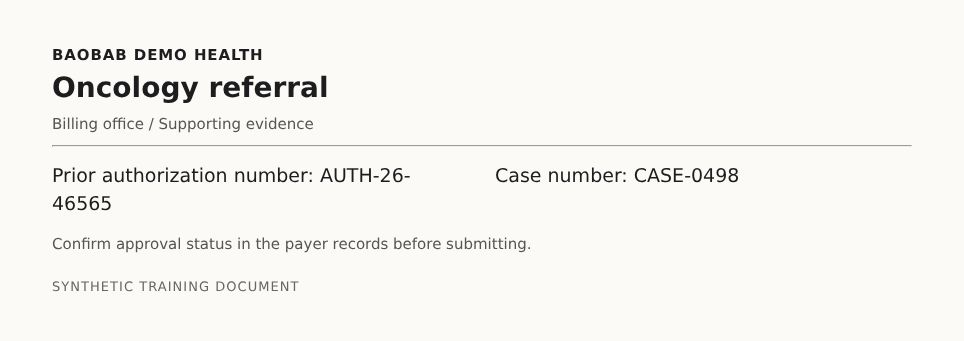 BAOBAB DEMO HEALTH
Oncology referral
Billing office / Supporting evidence
Prior authorization number: AUTH-26-
46565
Case number: CASE-0498
Confirm approval status in the payer records before submitting.
SYNTHETIC TRAINING DOCUMENT